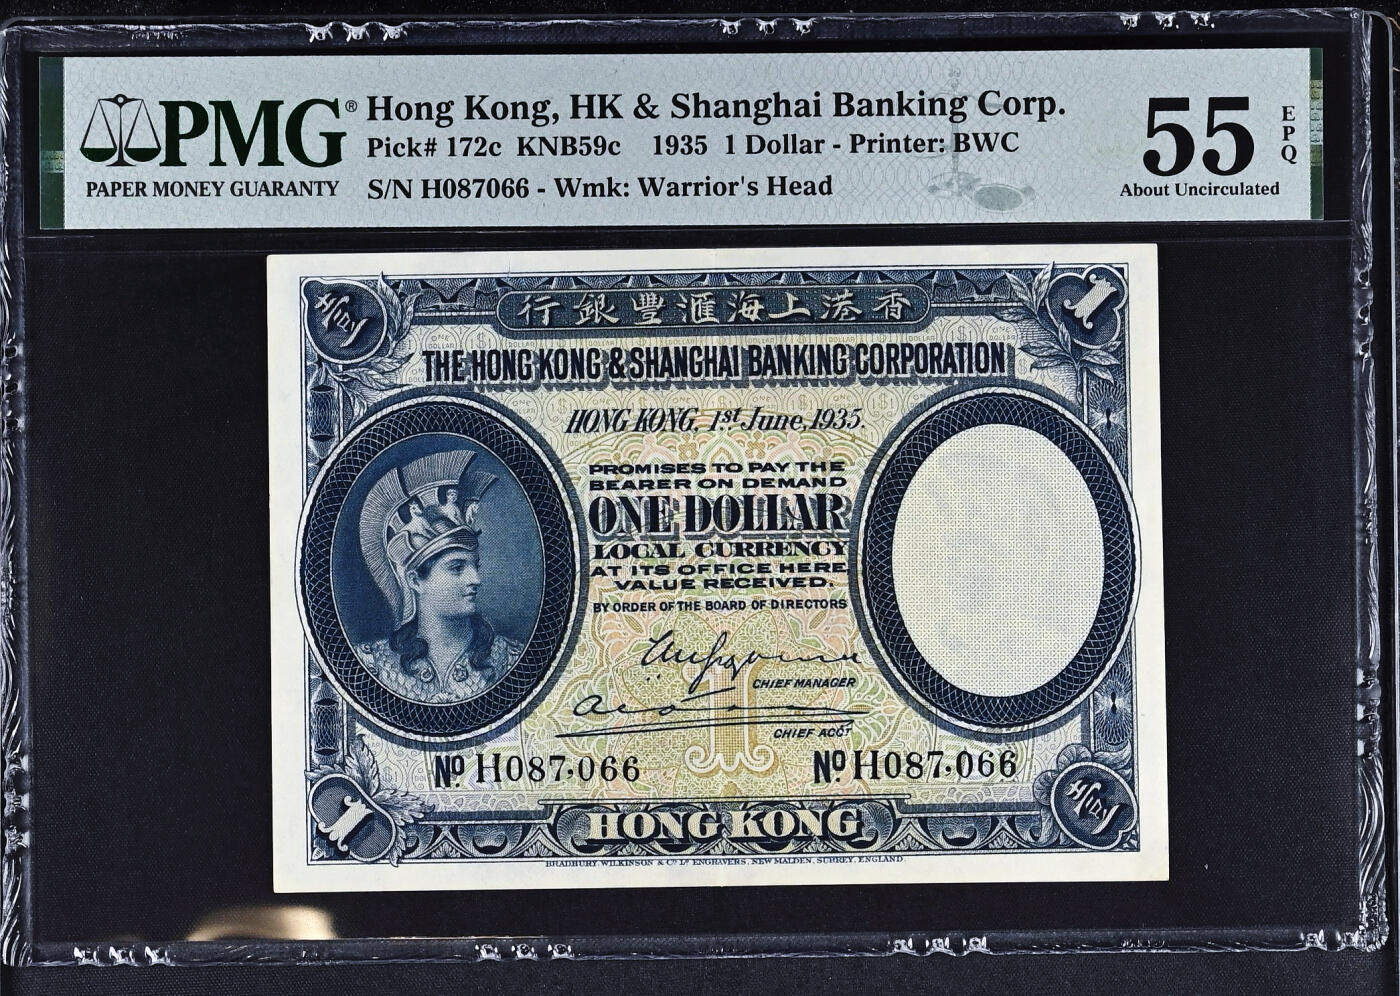 PMG®
PAPER MONEY GUARANTY
Hong Kong, HK & Shanghai Banking Corp.
Pick# 172c KNB59c 1935 1 Dollar - Printer: BWC
S/N H087066 - Wmk: Warrior's Head
55
EPQ
About Uncirculated
行銀豐滙海上港香
1
THE HONG KONG & SHANGHAI BANKING CORPORATION
HONG KONG, 1st June, 1935.
PROMISES TO PAY THE
BEARER ON DEMAND
ONE DOLLAR
LOCAL CURRENCY
AT ITS OFFICE HERE,
VALUE RECEIVED.
BY ORDER OF THE BOARD OF DIRECTORS
CHIEF MANAGER
CHIEF ACCT
No. H087,066
No. H087,066
1
HONG KONG
BRADBURY, WILKINSON & Co. Ld. ENGRAVERS, NEW MALDEN, SURREY, ENGLAND.